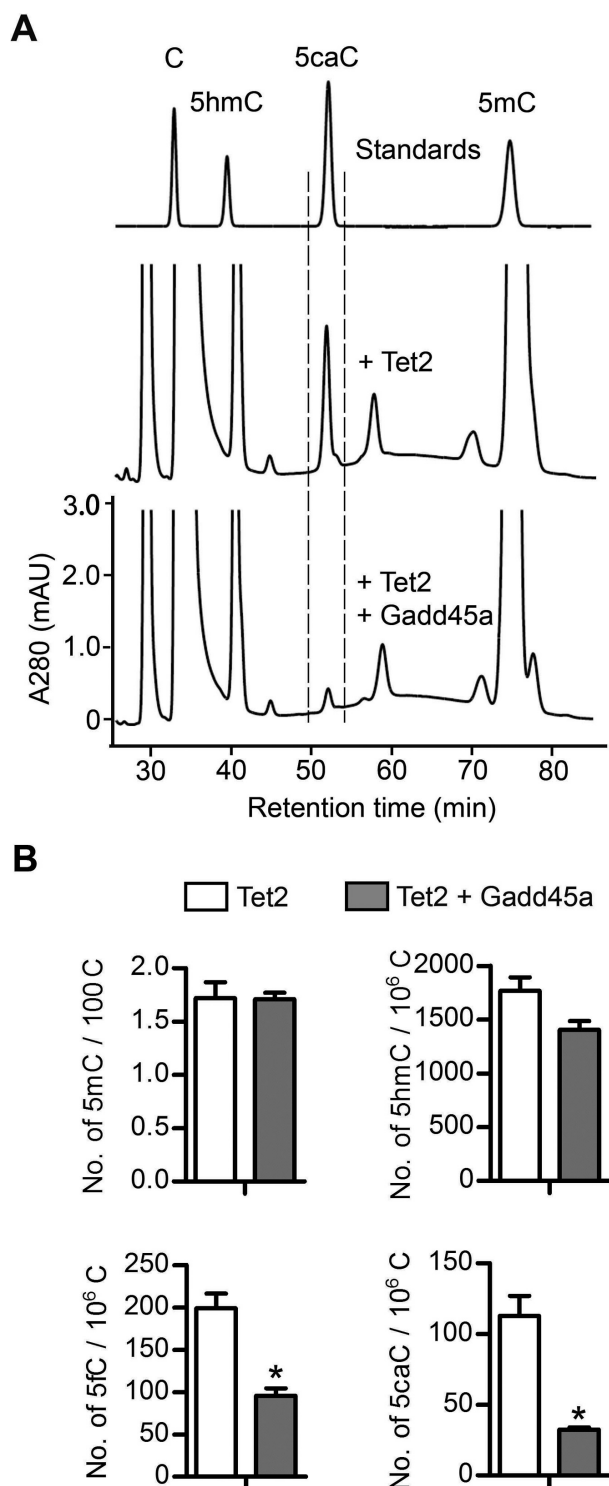 A
C
5hmC
5caC
5mC
Standards
+ Tet2
3.0
2.0
1.0
0
A280 (mAU)
+ Tet2
+ Gadd45a
30 40 50 60 70 80
Retention time (min)
B
Tet2 Tet2 + Gadd45a
No. of 5mC / 100 C
2.0
1.5
1.0
0.5
0.0
No. of 5hmC / 10⁶ C
2000
1500
1000
500
0
No. of 5fC / 10⁶ C
250
200
150
100
50
0
*
No. of 5caC / 10⁶ C
150
100
50
0
*